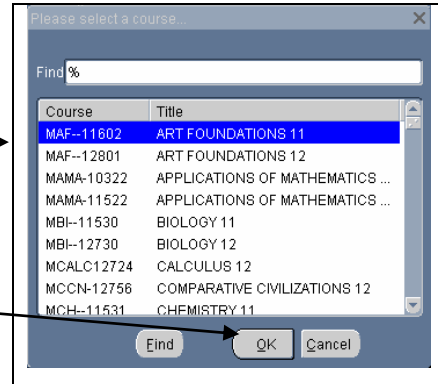 Please select a course...
Find %
Course Title
MAF--11602 ART FOUNDATIONS 11
MAF--12801 ART FOUNDATIONS 12
MAMA-10322 APPLICATIONS OF MATHEMATICS ...
MAMA-11522 APPLICATIONS OF MATHEMATICS ...
MBI--11530 BIOLOGY 11
MBI--12730 BIOLOGY 12
MCALC12724 CALCULUS 12
MCCN-12756 COMPARATIVE CIVILIZATIONS 12
MCH--11531 CHEMISTRY 11
Find OK Cancel